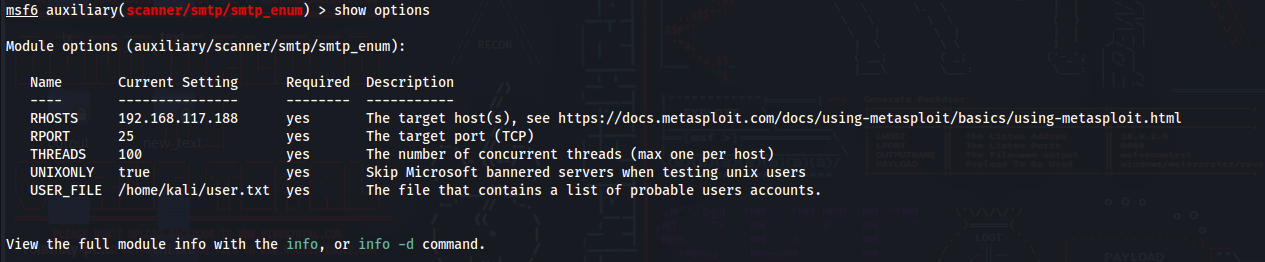 msf6 auxiliary(scanner/smtp/smtp_enum) > show options
Module options (auxiliary/scanner/smtp/smtp_enum):
Name Current Setting Required Description
---- --------------- -------- -----------
RHOSTS 192.168.117.188 yes The target host(s), see https://docs.metasploit.com/docs/using-metasploit/basics/using-metasploit.html
RPORT 25 yes The target port (TCP)
THREADS 100 yes The number of concurrent threads (max one per host)
UNIXONLY true yes Skip Microsoft bannered servers when testing unix users
USER_FILE /home/kali/user.txt yes The file that contains a list of probable users accounts.
View the full module info with the info, or info -d command.
RECON
new_text
LOOT
PAYLOAD